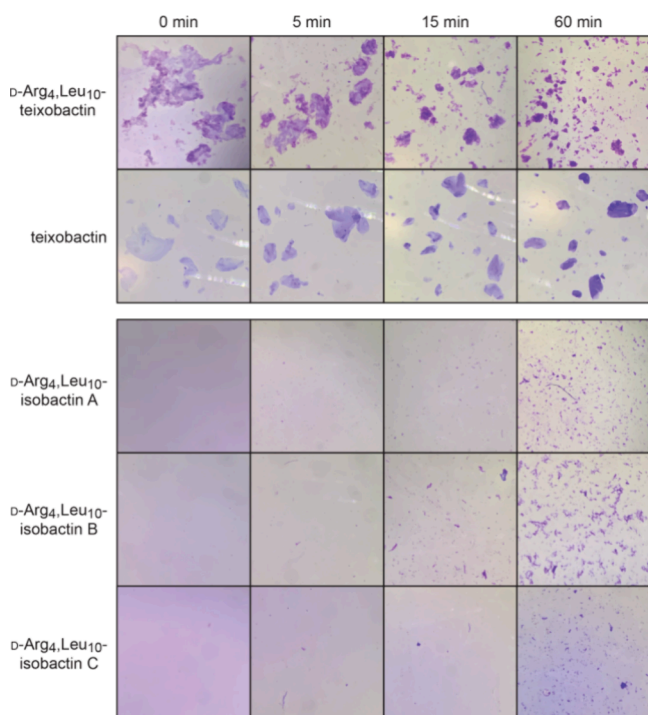 0 min 5 min 15 min 60 min
D-Arg4,Leu10-
teixobactin
teixobactin
D-Arg4,Leu10-
isobactin A
D-Arg4,Leu10-
isobactin B
D-Arg4,Leu10-
isobactin C